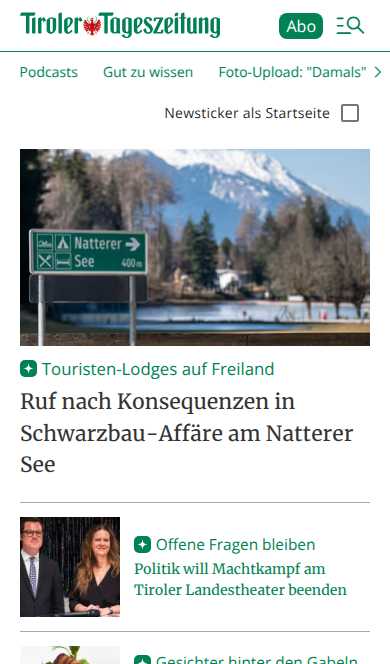 Tiroler Tageszeitung
Abo
Podcasts Gut zu wissen Foto-Upload: "Damals"
Newsticker als Startseite
Natterer
See 400m
Touristen-Lodges auf Freiland
Ruf nach Konsequenzen in
Schwarzbau-Affäre am Natterer
See
Offene Fragen bleiben
Politik will Machtkampf am
Tiroler Landestheater beenden
Gesichter hinter den Gabeln